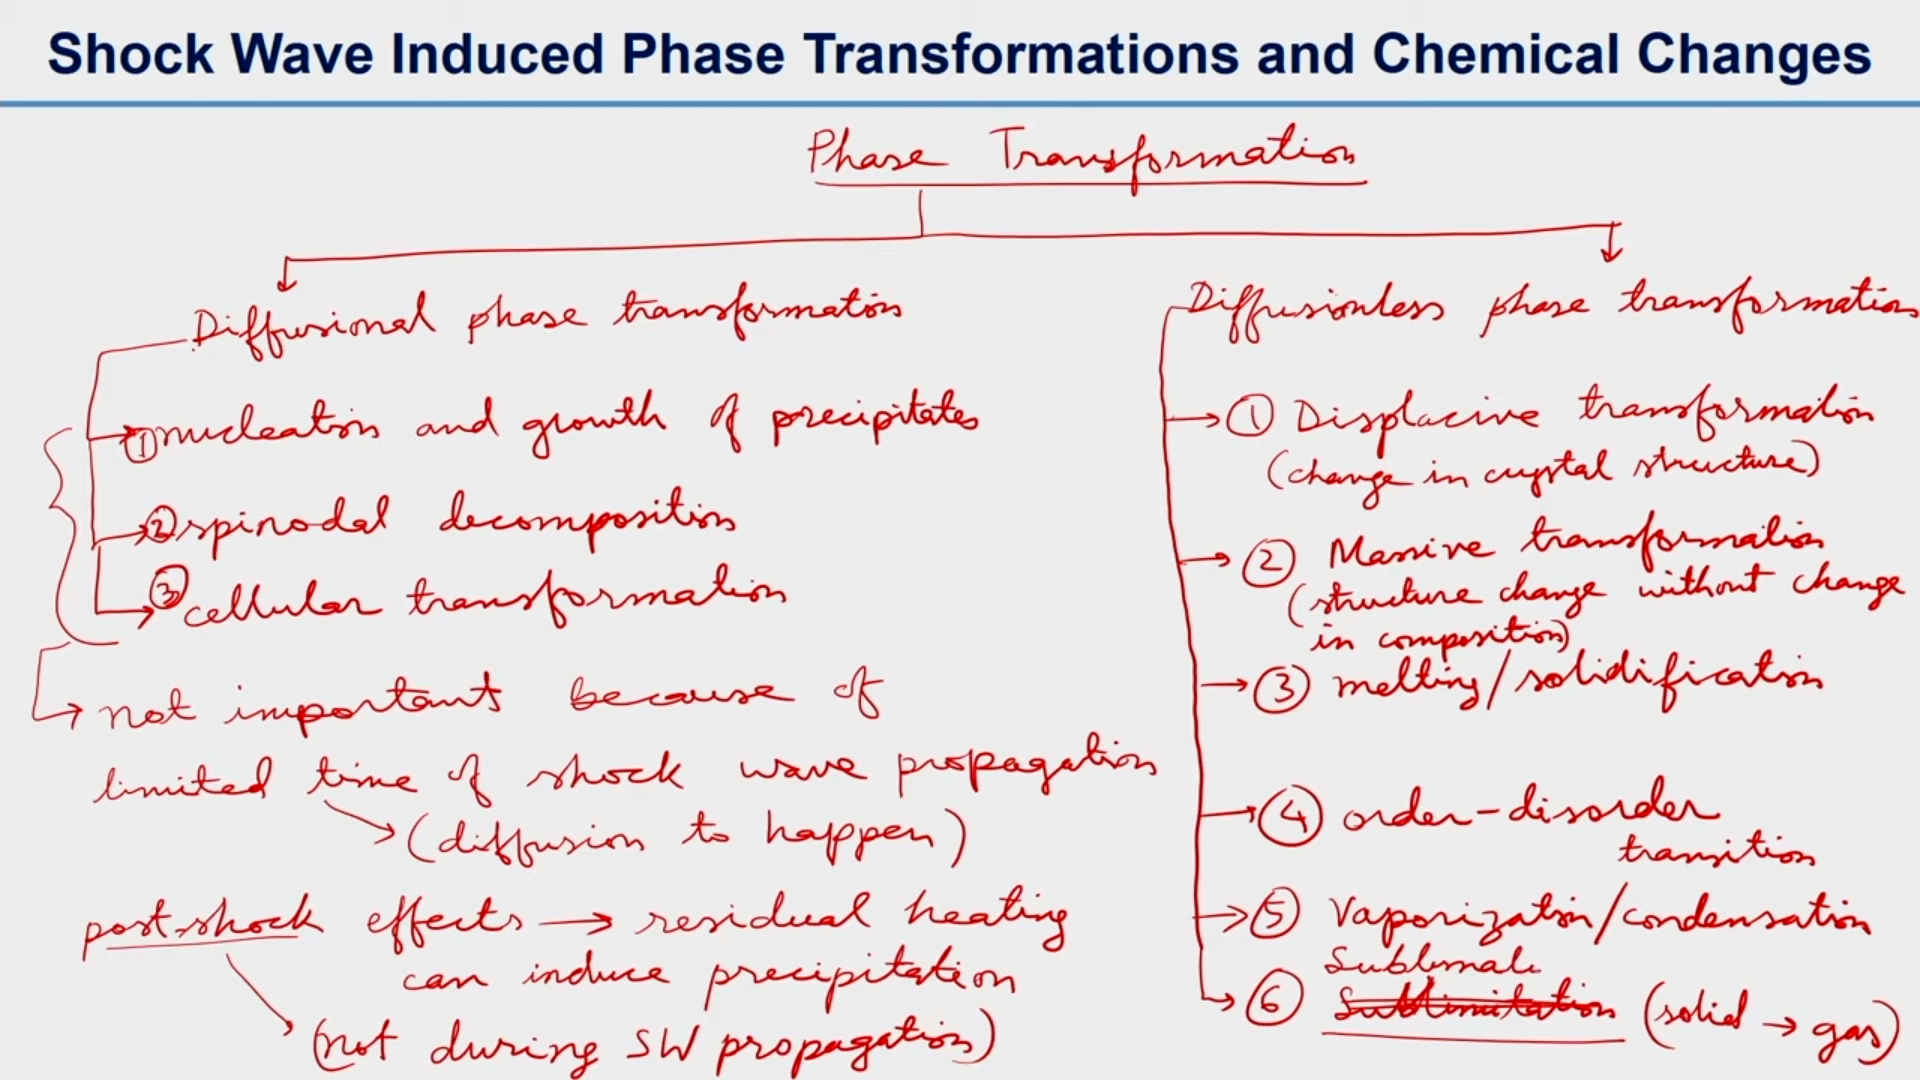 Shock Wave Induced Phase Transformations and Chemical Changes
Phase Transformation
Diffusional phase transformation
① nucleation and growth of precipitates
② spinodal decomposition
③ cellular transformation
→ not important because of
limited time of shock wave propagation
→ (diffusion to happen)
post-shock effects → residual heating
can induce precipitation
(not during SW propagation)
Diffusionless phase transformation
→ ① Displacive transformation
(change in crystal structure)
→ ② Massive transformation
(structure change without change
in composition)
→ ③ melting/solidification
→ ④ order-disorder
transition
→ ⑤ Vaporization/condensation
Sublimati
→ ⑥ Sublimitation (solid → gas)